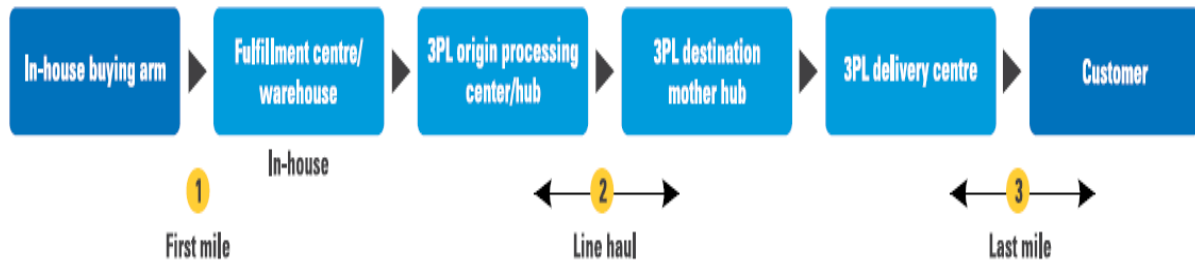 In-house buying arm
Fulfillment centre/
warehouse
3PL origin processing
center/hub
3PL destination
mother hub
3PL delivery centre
Customer
In-house
1
2
3
First mile
Line haul
Last mile